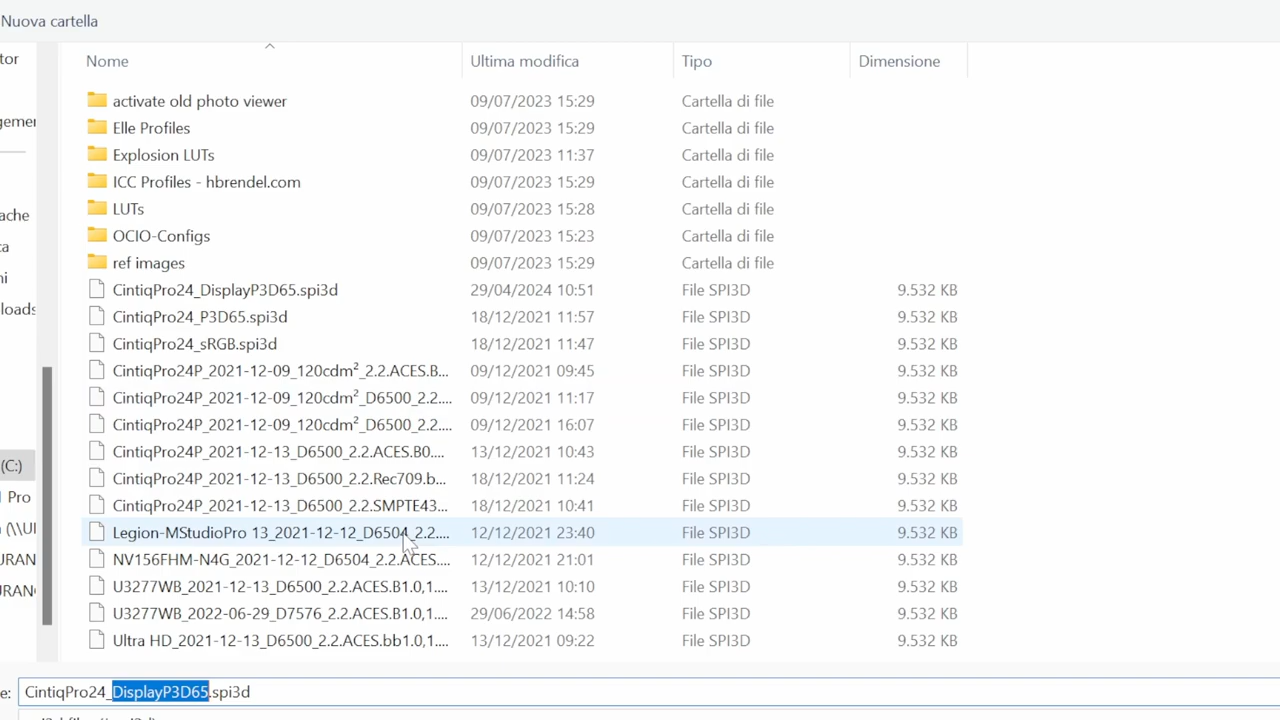 Nuova cartella
tor
gemer
ache
ca
ni
loads
(C:)
Pro
(\\UI
URAN
URAN
Nome Ultima modifica Tipo Dimensione
activate old photo viewer 09/07/2023 15:29 Cartella di file
Elle Profiles 09/07/2023 15:29 Cartella di file
Explosion LUTs 09/07/2023 11:37 Cartella di file
ICC Profiles - hbrendel.com 09/07/2023 15:29 Cartella di file
LUTs 09/07/2023 15:28 Cartella di file
OCIO-Configs 09/07/2023 15:23 Cartella di file
ref images 09/07/2023 15:29 Cartella di file
CintiqPro24_DisplayP3D65.spi3d 29/04/2024 10:51 File SPI3D 9.532 KB
CintiqPro24_P3D65.spi3d 18/12/2021 11:57 File SPI3D 9.532 KB
CintiqPro24_sRGB.spi3d 18/12/2021 11:47 File SPI3D 9.532 KB
CintiqPro24P_2021-12-09_120cdm²_2.2.ACES.B... 09/12/2021 09:45 File SPI3D 9.532 KB
CintiqPro24P_2021-12-09_120cdm²_D6500_2.2.... 09/12/2021 11:17 File SPI3D 9.532 KB
CintiqPro24P_2021-12-09_120cdm²_D6500_2.2.... 09/12/2021 16:07 File SPI3D 9.532 KB
CintiqPro24P_2021-12-13_D6500_2.2.ACES.B0.... 13/12/2021 10:43 File SPI3D 9.532 KB
CintiqPro24P_2021-12-13_D6500_2.2.Rec709.b... 18/12/2021 11:24 File SPI3D 9.532 KB
CintiqPro24P_2021-12-13_D6500_2.2.SMPTE43... 18/12/2021 10:41 File SPI3D 9.532 KB
Legion-MStudioPro 13_2021-12-12_D6504_2.2.... 12/12/2021 23:40 File SPI3D 9.532 KB
NV156FHM-N4G_2021-12-12_D6504_2.2.ACES.... 12/12/2021 21:01 File SPI3D 9.532 KB
U3277WB_2021-12-13_D6500_2.2.ACES.B1.0,1.... 13/12/2021 10:10 File SPI3D 9.532 KB
U3277WB_2022-06-29_D7576_2.2.ACES.B1.0,1.... 29/06/2022 14:58 File SPI3D 9.532 KB
Ultra HD_2021-12-13_D6500_2.2.ACES.bb1.0,1.... 13/12/2021 09:22 File SPI3D 9.532 KB
e: CintiqPro24_DisplayP3D65.spi3d